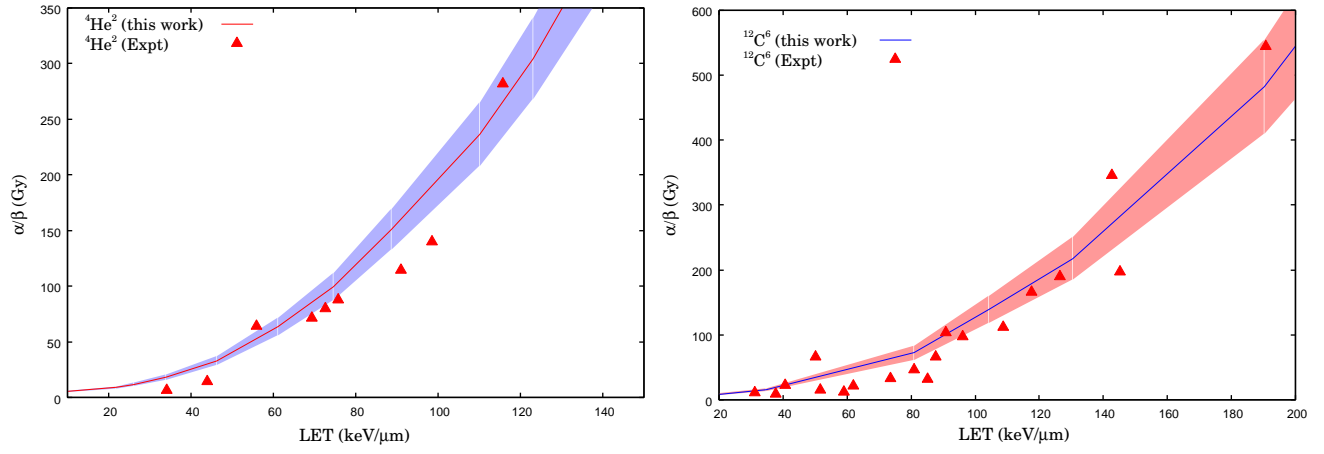 ⁴He² (this work)
⁴He² (Expt)
α/β (Gy)
350
300
250
200
150
100
50
0
20 40 60 80 100 120 140
LET (keV/μm)
¹²C⁶ (this work)
¹²C⁶ (Expt)
α/β (Gy)
600
500
400
300
200
100
0
20 40 60 80 100 120 140 160 180 200
LET (keV/μm)